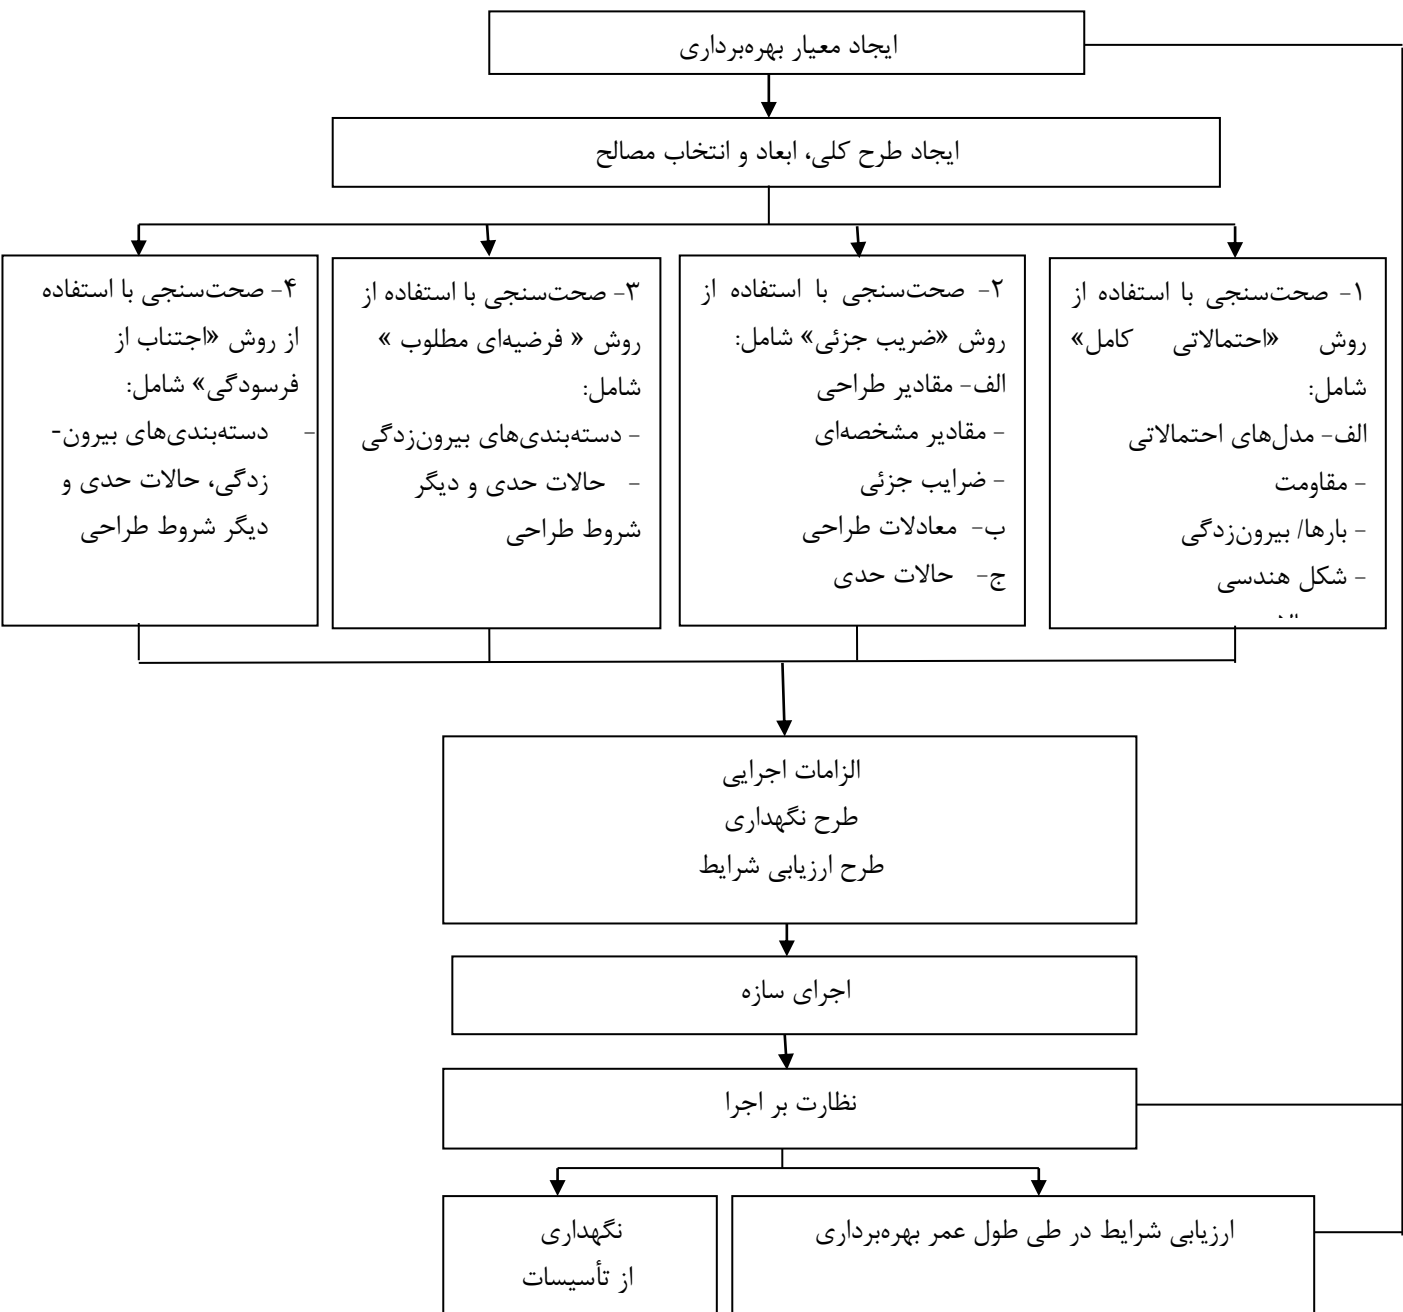 ایجاد معیار بهره‌برداری
ایجاد طرح کلی، ابعاد و انتخاب مصالح
۱- صحت‌سنجی با استفاده از
روش «احتمالاتی کامل»
شامل:
الف- مدل‌های احتمالاتی
- مقاومت
- بارها/ بیرون‌زدگی
- شکل هندسی
۲- صحت‌سنجی با استفاده از
روش «ضریب جزئی» شامل:
الف- مقادیر طراحی
- مقادیر مشخصه‌ای
- ضرایب جزئی
ب- معادلات طراحی
ج- حالات حدی
۳- صحت‌سنجی با استفاده از
روش « فرضیه‌ای مطلوب »
شامل:
- دسته‌بندی‌های بیرون‌زدگی
- حالات حدی و دیگر
شروط طراحی
۴- صحت‌سنجی با استفاده
از روش «اجتناب از
فرسودگی» شامل:
- دسته‌بندی‌های بیرون-
زدگی، حالات حدی و
دیگر شروط طراحی
الزامات اجرایی
طرح نگهداری
طرح ارزیابی شرایط
اجرای سازه
نظارت بر اجرا
ارزیابی شرایط در طی طول عمر بهره‌برداری
نگهداری
از تأسیسات